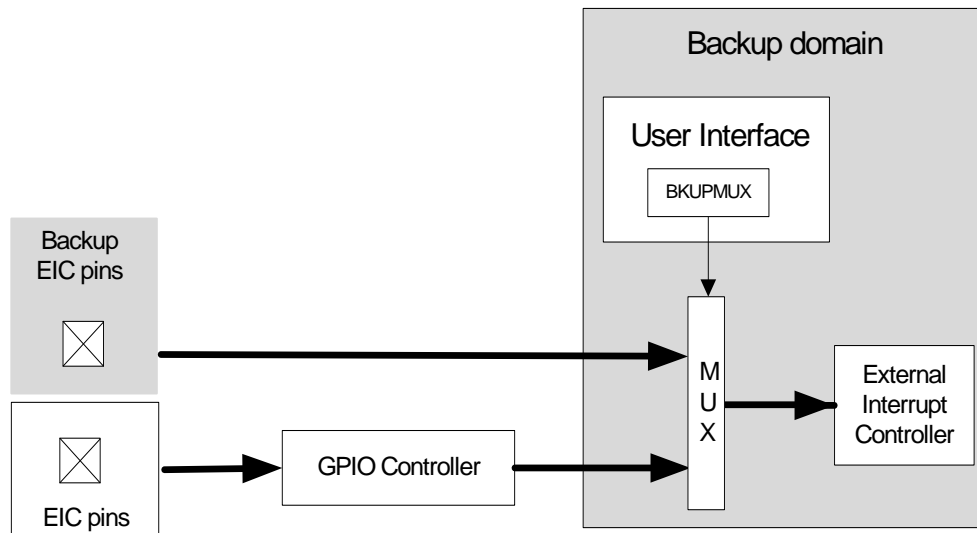 Backup domain
User Interface
BKUPMUX
Backup
EIC pins
M
U
X
External
Interrupt
Controller
GPIO Controller
EIC pins